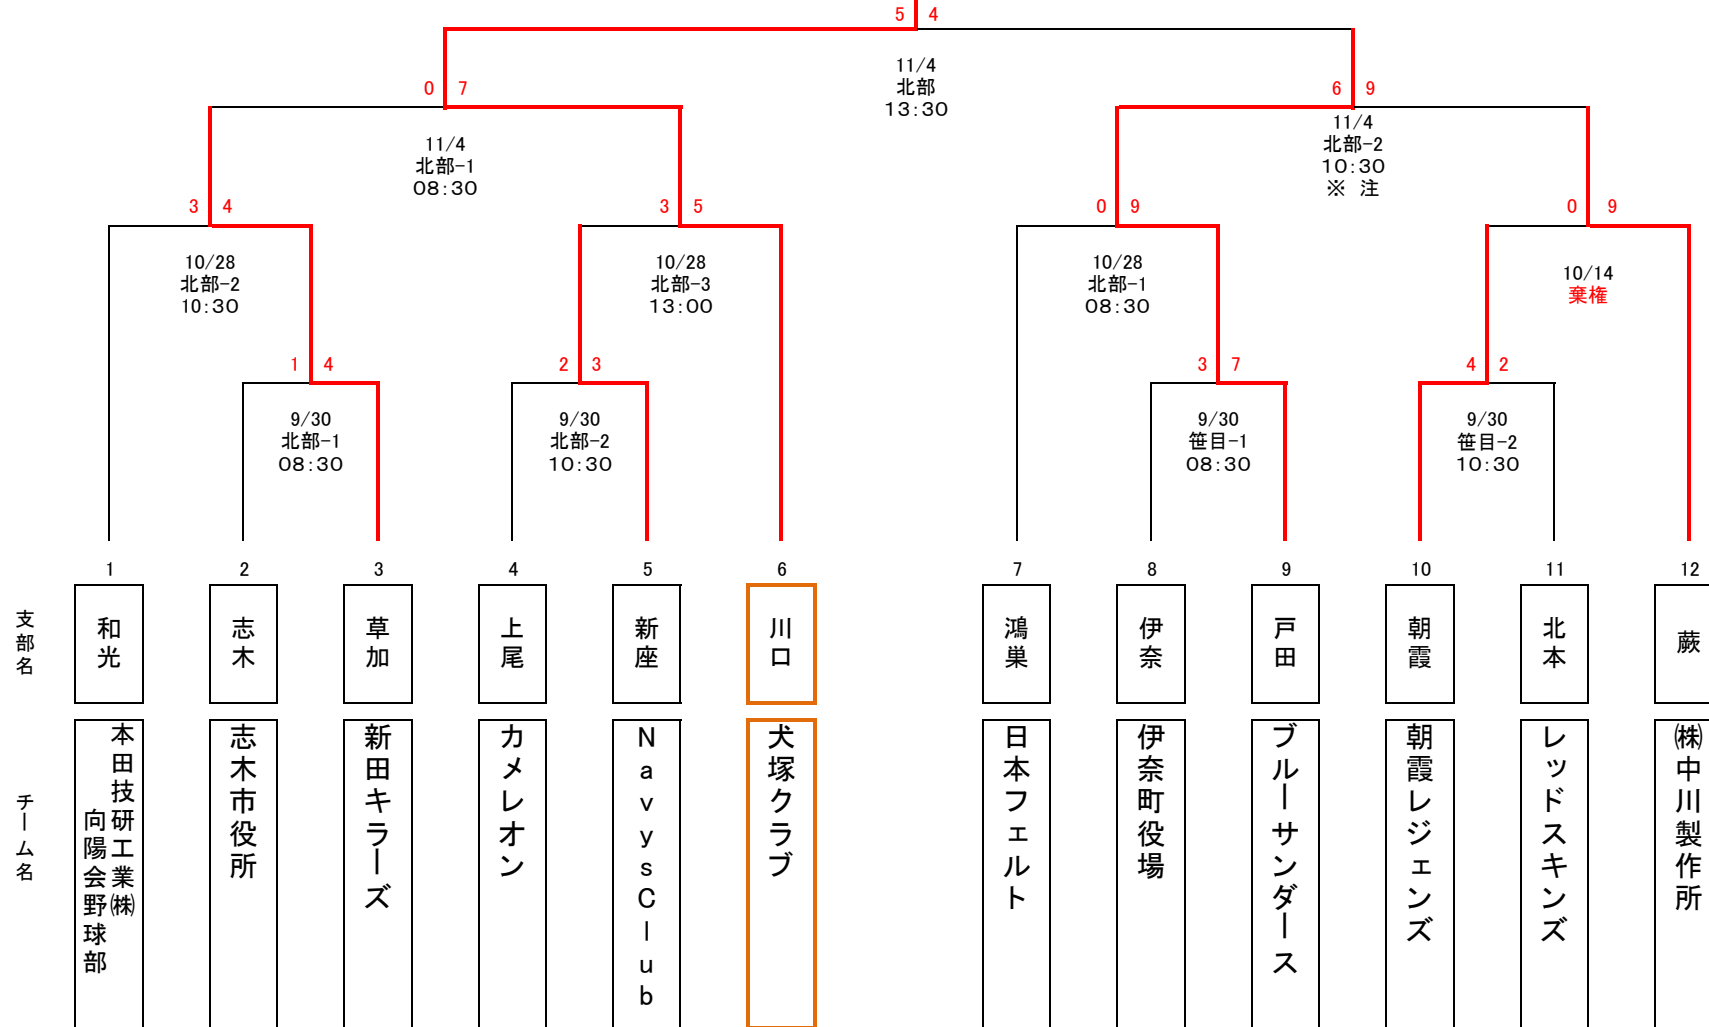 5 4
11/4
北部
13:30
0 7
6 9
11/4
北部-1
08:30
11/4
北部-2
10:30
※ 注
3 4
3 5
0 9
0 9
10/28
北部-2
10:30
10/28
北部-3
13:00
10/28
北部-1
08:30
10/14
棄権
1 4
2 3
3 7
4 2
9/30
北部-1
08:30
9/30
北部-2
10:30
9/30
笹目-1
08:30
9/30
笹目-2
10:30
1 2 3 4 5 6 7 8 9 10 11 12
支部名
和光
志木
草加
上尾
新座
川口
鴻巣
伊奈
戸田
朝霞
北本
蕨
チーム名
本田技研工業㈱
向陽会野球部
志木市役所
新田キラーズ
カメレオン
NavysClub
犬塚クラブ
日本フェルト
伊奈町役場
ブルーサンダース
朝霞レジェンズ
レッドスキンズ
㈱中川製作所